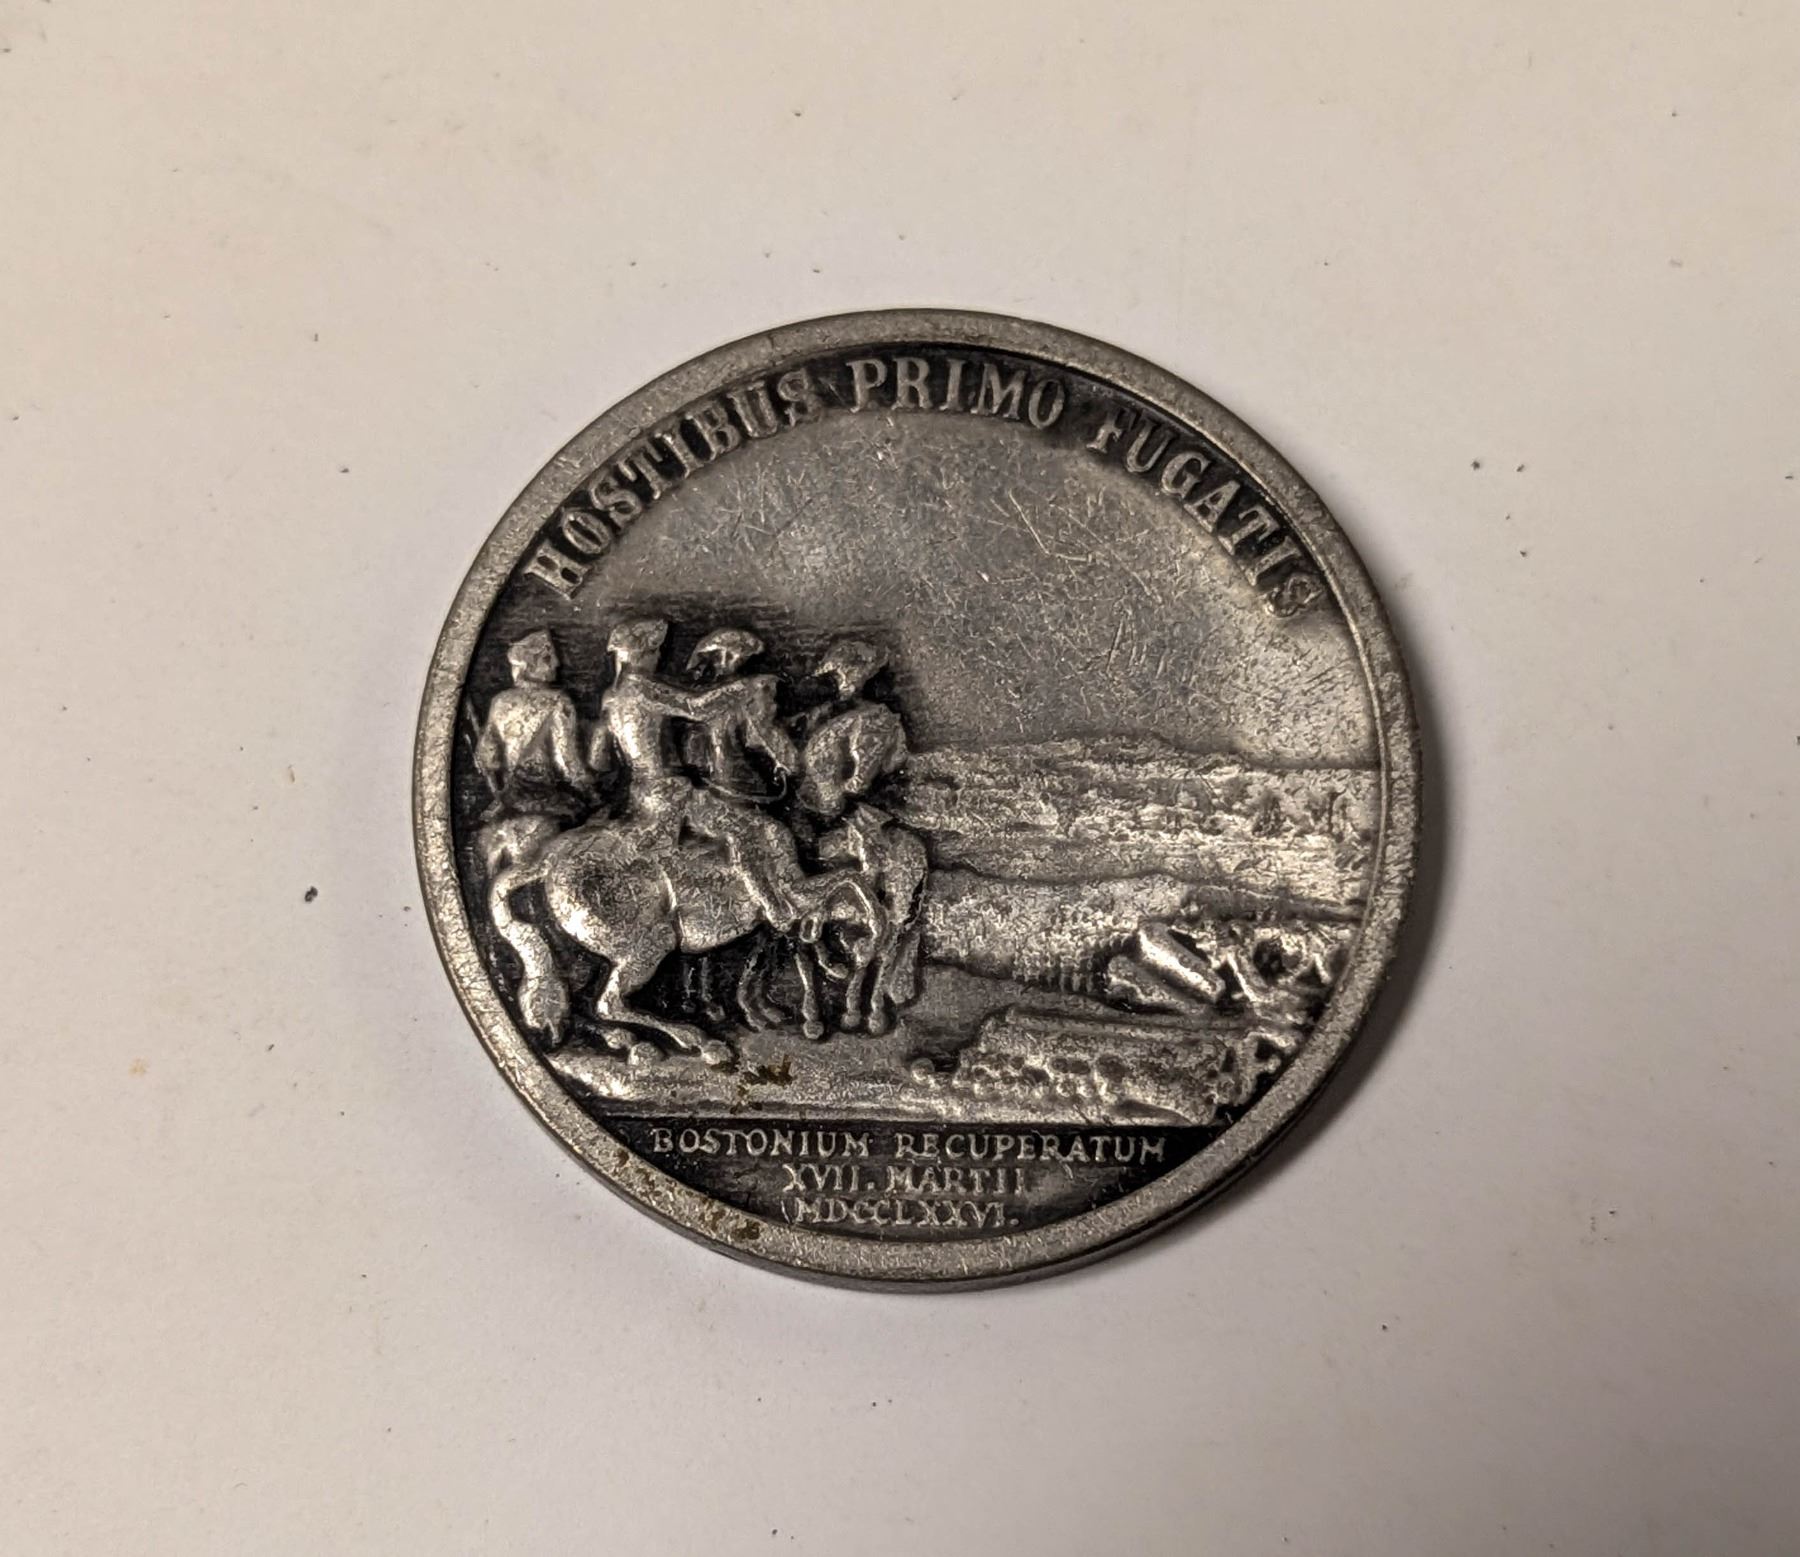 HOSTIBUS PRIMO FUGATIS
BOSTONIUM RECUPERATUM
XVII. MARTII
MDCCLXXVI.